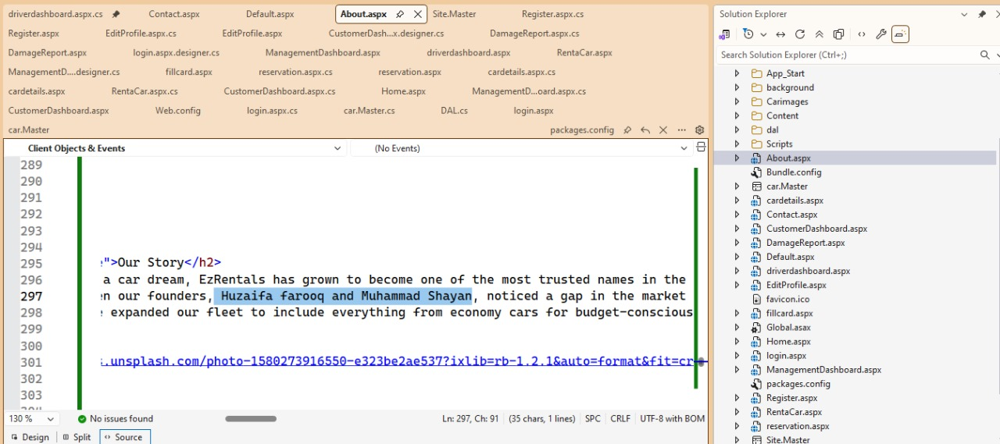 driverdashboard.aspx.cs Contact.aspx Default.aspx About.aspx Site.Master Register.aspx.cs
Register.aspx EditProfile.aspx.cs EditProfile.aspx CustomerDash...x.designer.cs DamageReport.aspx.cs
DamageReport.aspx login.aspx.designer.cs ManagementDashboard.aspx driverdashboard.aspx RentaCar.aspx
ManagementD....designer.cs fillcard.aspx reservation.aspx.cs reservation.aspx cardetails.aspx.cs
cardetails.aspx RentaCar.aspx.cs CustomerDashboard.aspx.cs Home.aspx ManagementD...oard.aspx.cs
CustomerDashboard.aspx Web.config login.aspx.cs car.Master.cs DAL.cs login.aspx
car.Master packages.config
Client Objects & Events (No Events)
289
290
291
292
293
294
295 ">Our Story</h2>
296 a car dream, EzRentals has grown to become one of the most trusted names in the
297 n our founders, Huzaifa farooq and Muhammad Shayan, noticed a gap in the market
298 expanded our fleet to include everything from economy cars for budget-conscious
299
300
301 .unsplash.com/photo-1580273916550-e323be2ae537?ixlib=rb-1.2.1&auto=format&fit=cr
302
303
130 % No issues found Ln: 297, Ch: 91 (35 chars, 1 lines) SPC CRLF UTF-8 with BOM
Design Split Source
Solution Explorer
Search Solution Explorer (Ctrl+;)
App_Start
background
Carimages
Content
dal
Scripts
About.aspx
Bundle.config
car.Master
cardetails.aspx
Contact.aspx
CustomerDashboard.aspx
DamageReport.aspx
Default.aspx
driverdashboard.aspx
EditProfile.aspx
favicon.ico
fillcard.aspx
Global.asax
Home.aspx
login.aspx
ManagementDashboard.aspx
packages.config
Register.aspx
RentaCar.aspx
reservation.aspx
Site.Master